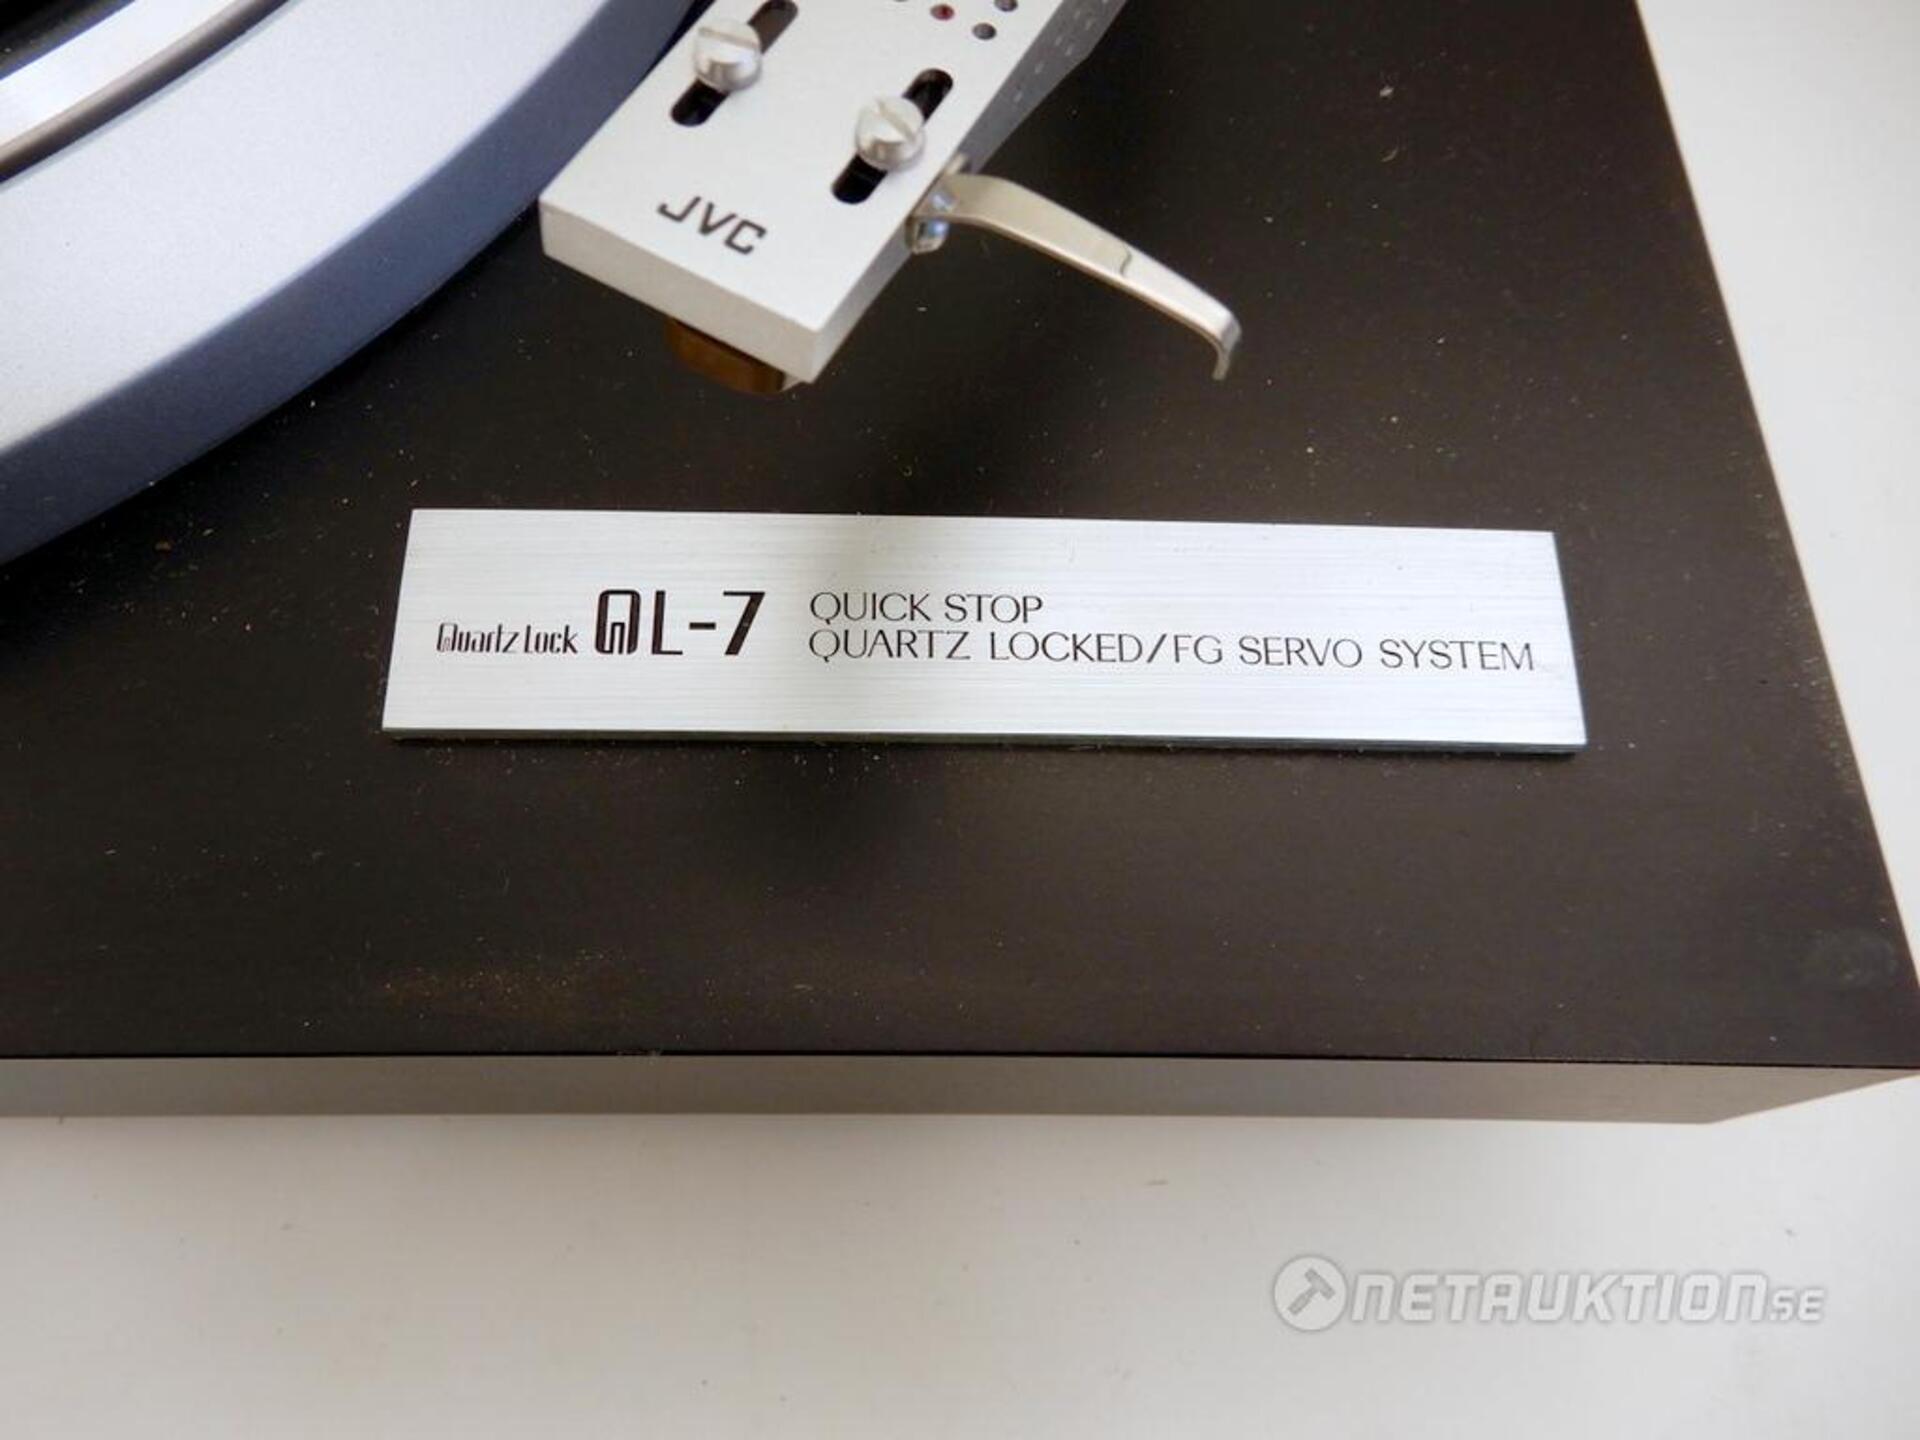 JVC
Quartz Lock QL-7 QUICK STOP
QUARTZ LOCKED/FG SERVO SYSTEM
NETAUKTION.SE